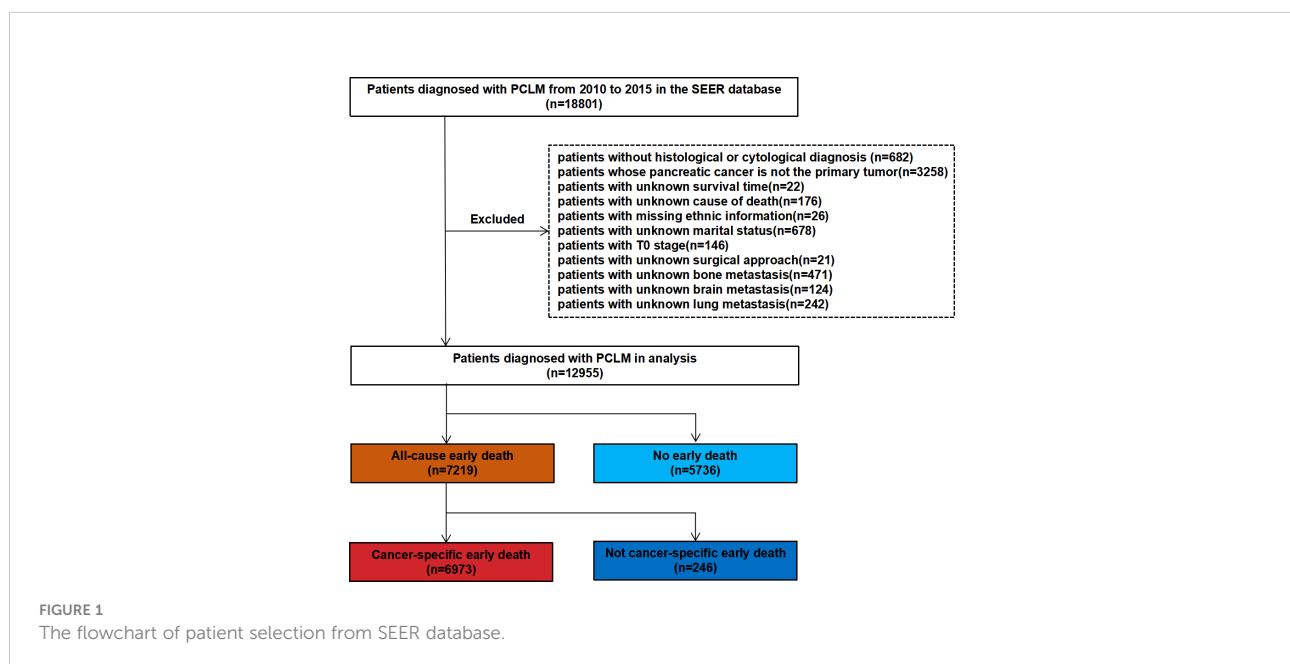 Patients diagnosed with PCLM from 2010 to 2015 in the SEER database
(n=18801)
patients without histological or cytological diagnosis (n=682)
patients whose pancreatic cancer is not the primary tumor(n=3258)
patients with unknown survival time(n=22)
patients with unknown cause of death(n=176)
patients with missing ethnic information(n=26)
patients with unknown marital status(n=678)
patients with T0 stage(n=146)
patients with unknown surgical approach(n=21)
patients with unknown bone metastasis(n=471)
patients with unknown brain metastasis(n=124)
patients with unknown lung metastasis(n=242)
Excluded
Patients diagnosed with PCLM in analysis
(n=12955)
All-cause early death
(n=7219)
No early death
(n=5736)
Cancer-specific early death
(n=6973)
Not cancer-specific early death
(n=246)
FIGURE 1
The flowchart of patient selection from SEER database.